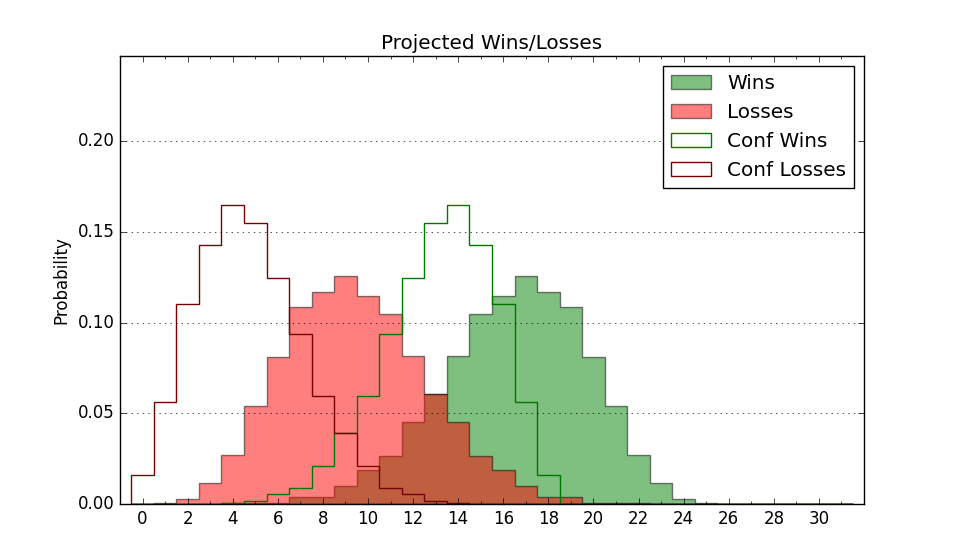 Projected Wins/Losses
Wins
Losses
Conf Wins
Conf Losses
Probability
0.20
0.15
0.10
0.05
0.00
0 2 4 6 8 10 12 14 16 18 20 22 24 26 28 30